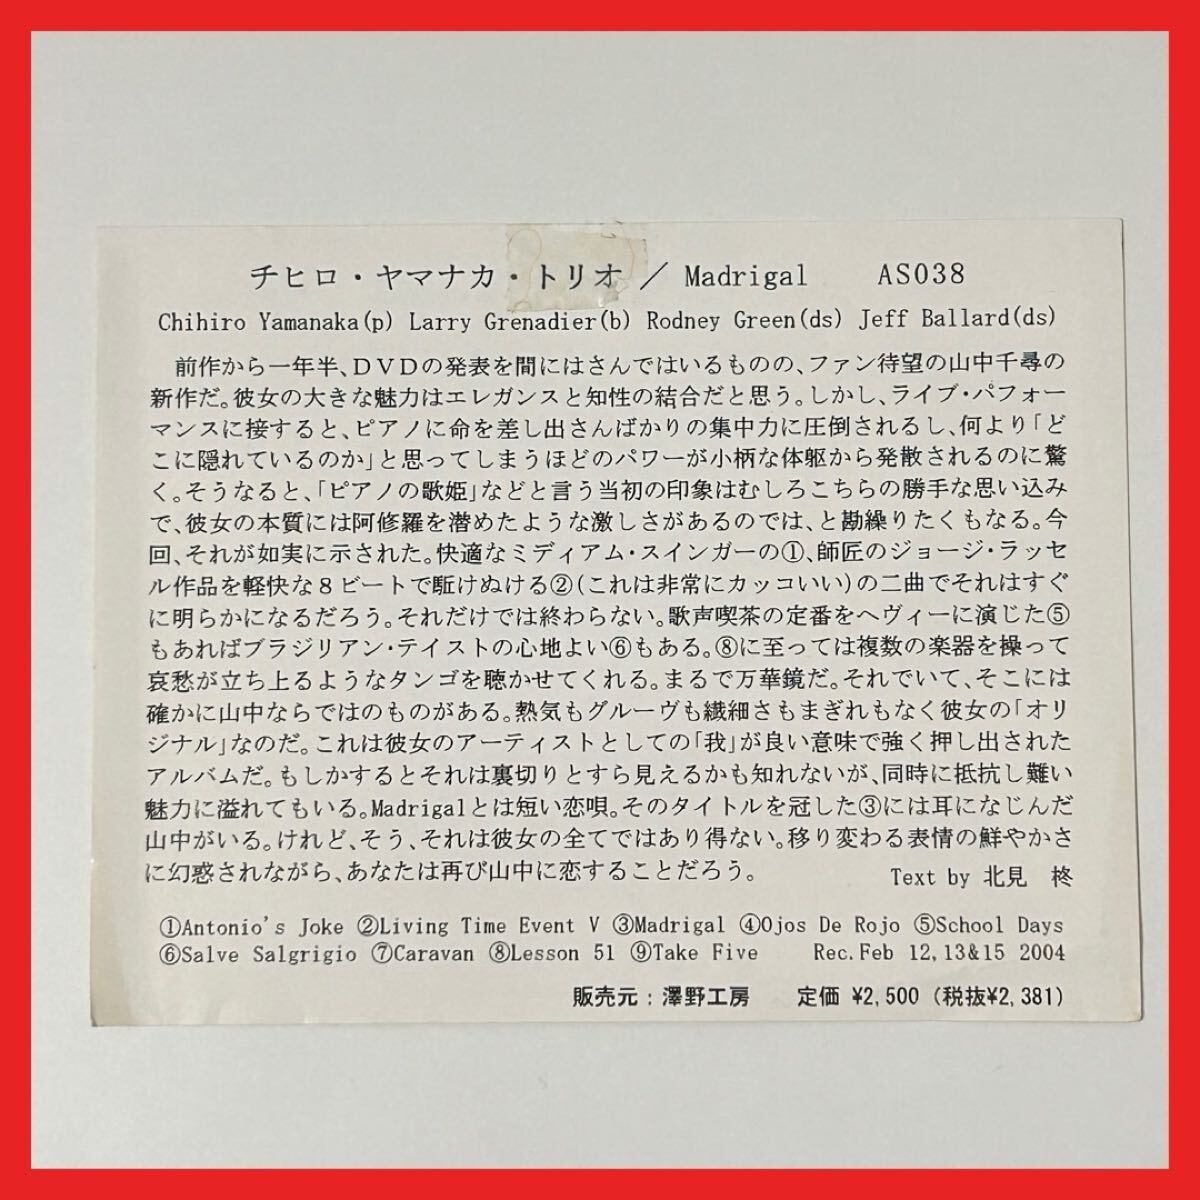 チヒロ・ヤマナカ・トリオ ／ Madrigal　　AS038
Chihiro Yamanaka(p) Larry Grenadier(b) Rodney Green(ds) Jeff Ballard(ds)
　前作から一年半、ＤＶＤの発表を間にはさんではいるものの、ファン待望の山中千尋の
新作だ。彼女の大きな魅力はエレガンスと知性の結合だと思う。しかし、ライブ・パフォー
マンスに接すると、ピアノに命を差し出さんばかりの集中力に圧倒されるし、何より「ど
こに隠れているのか」と思ってしまうほどのパワーが小柄な体躯から発散されるのに驚
く。そうなると、「ピアノの歌姫」などと言う当初の印象はむしろこちらの勝手な思い込み
で、彼女の本質には阿修羅を潜めたような激しさがあるのでは、と勘繰りたくもなる。今
回、それが如実に示された。快適なミディアム・スインガーの①、師匠のジョージ・ラッセ
ル作品を軽快な８ビートで駈けぬける②(これは非常にカッコいい)の二曲でそれはすぐ
に明らかになるだろう。それだけでは終わらない。歌声喫茶の定番をヘヴィーに演じた⑤
もあればブラジリアン・テイストの心地よい⑥もある。⑧に至っては複数の楽器を操って
哀愁が立ち上るようなタンゴを聴かせてくれる。まるで万華鏡だ。それでいて、そこには
確かに山中ならではのものがある。熱気もグルーヴも繊細さもまぎれもなく彼女の「オリ
ジナル」なのだ。これは彼女のアーティストとしての「我」が良い意味で強く押し出された
アルバムだ。もしかするとそれは裏切りとすら見えるかも知れないが、同時に抵抗し難い
魅力に溢れてもいる。Madrigalとは短い恋唄。そのタイトルを冠した③には耳になじんだ
山中がいる。けれど、そう、それは彼女の全てではあり得ない。移り変わる表情の鮮やかさ
に幻惑されながら、あなたは再び山中に恋することだろう。
Text by 北見　柊
①Antonio's Joke ②Living Time Event V ③Madrigal ④Ojos De Rojo ⑤School Days
⑥Salve Salgrigio ⑦Caravan ⑧Lesson 51 ⑨Take Five　　Rec.Feb 12,13&15 2004
販売元：澤野工房　　定価 ¥2,500 (税抜¥2,381)